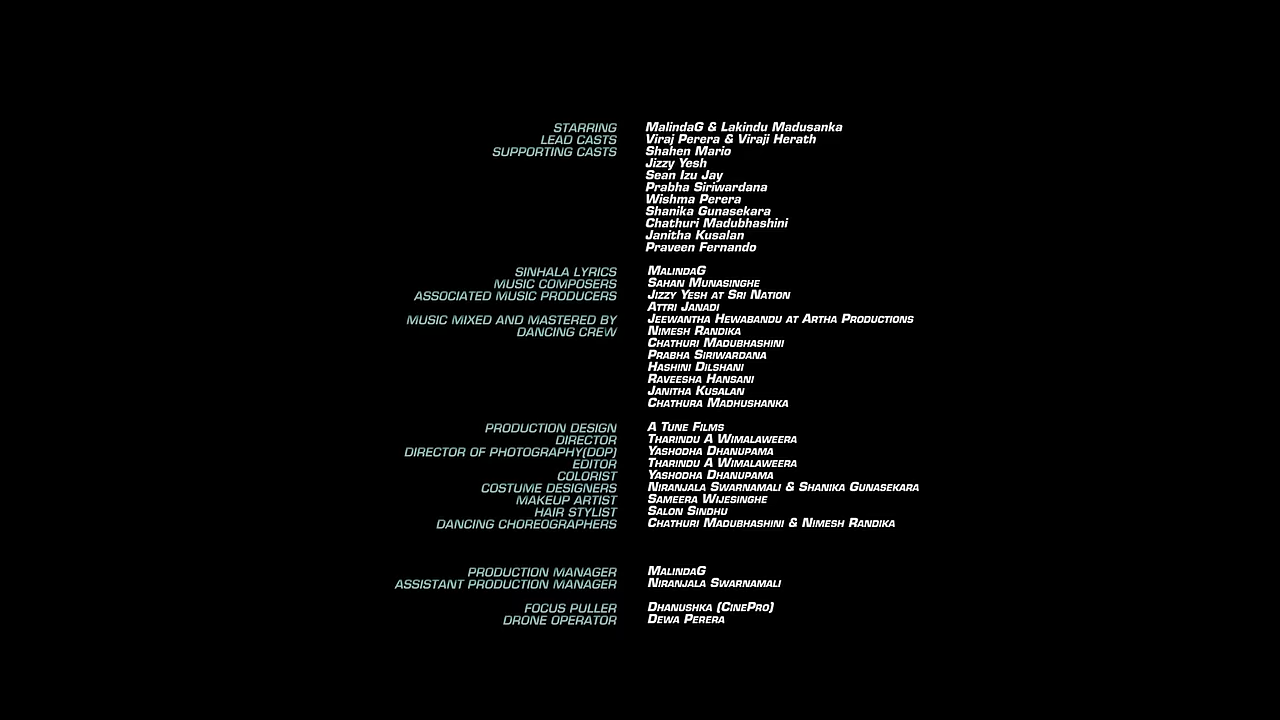 STARRING MalindaG & Lakindu Madusanka
LEAD CASTS Viraj Perera & Viraji Herath
SUPPORTING CASTS Shahen Mario
Jizzy Yesh
Sean Izu Jay
Prabha Siriwardana
Wishma Perera
Shanika Gunasekara
Chathuri Madubhashini
Janitha Kusalan
Praveen Fernando
SINHALA LYRICS MalindaG
MUSIC COMPOSERS Sahan Munasinghe
ASSOCIATED MUSIC PRODUCERS Jizzy Yesh at Sri Nation
Attri Janadi
MUSIC MIXED AND MASTERED BY Jeewantha Hewabandu at Artha Productions
DANCING CREW Nimesh Randika
Chathuri Madubhashini
Prabha Siriwardana
Hashini Dilshani
Raveesha Hansani
Janitha Kusalan
Chathura Madhushanka
PRODUCTION DESIGN A Tune Films
DIRECTOR Tharindu A Wimalaweera
DIRECTOR OF PHOTOGRAPHY(DOP) Yashodha Dhanupama
EDITOR Tharindu A Wimalaweera
COLORIST Yashodha Dhanupama
COSTUME DESIGNERS Niranjala Swarnamali & Shanika Gunasekara
MAKEUP ARTIST Sameera Wijesinghe
HAIR STYLIST Salon Sindhu
DANCING CHOREOGRAPHERS Chathuri Madubhashini & Nimesh Randika
PRODUCTION MANAGER MalindaG
ASSISTANT PRODUCTION MANAGER Niranjala Swarnamali
FOCUS PULLER Dhanushka (CinePro)
DRONE OPERATOR Dewa Perera